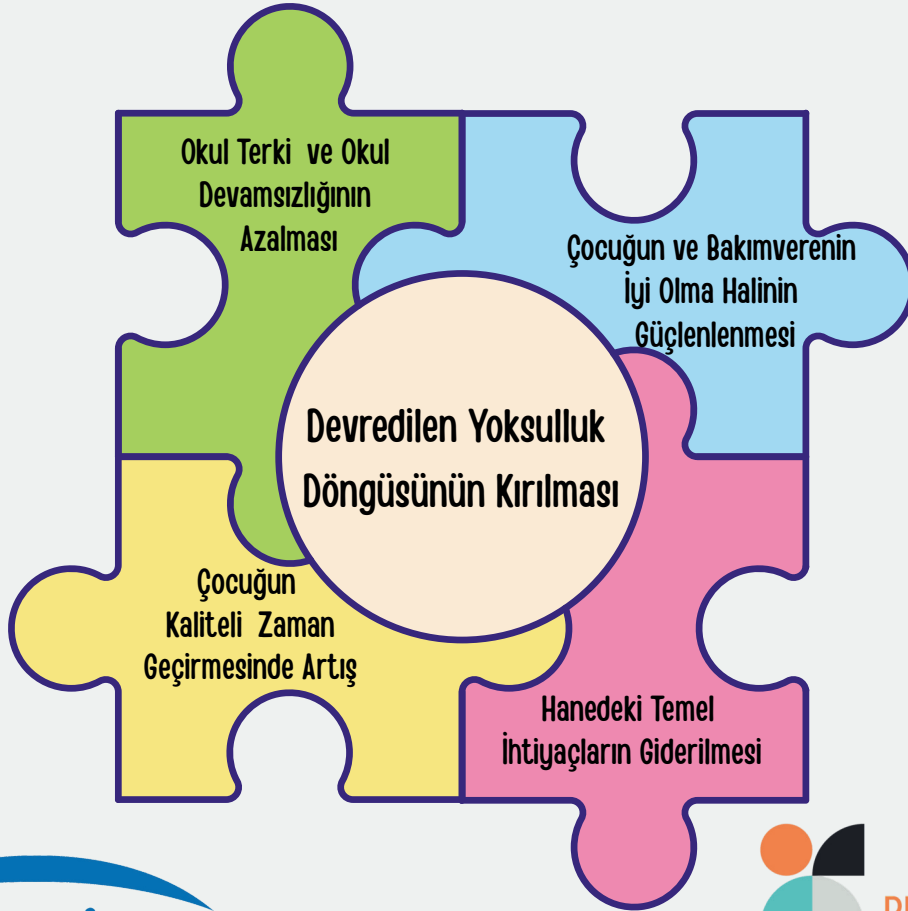 Okul Terki ve Okul
Devamsızlığının
Azalması
Çocuğun ve Bakımverenin
İyi Olma Halinin
Güçlenlenmesi
Devredilen Yoksulluk
Döngüsünün Kırılması
Çocuğun
Kaliteli Zaman
Geçirmesinde Artış
Hanedeki Temel
İhtiyaçların Giderilmesi